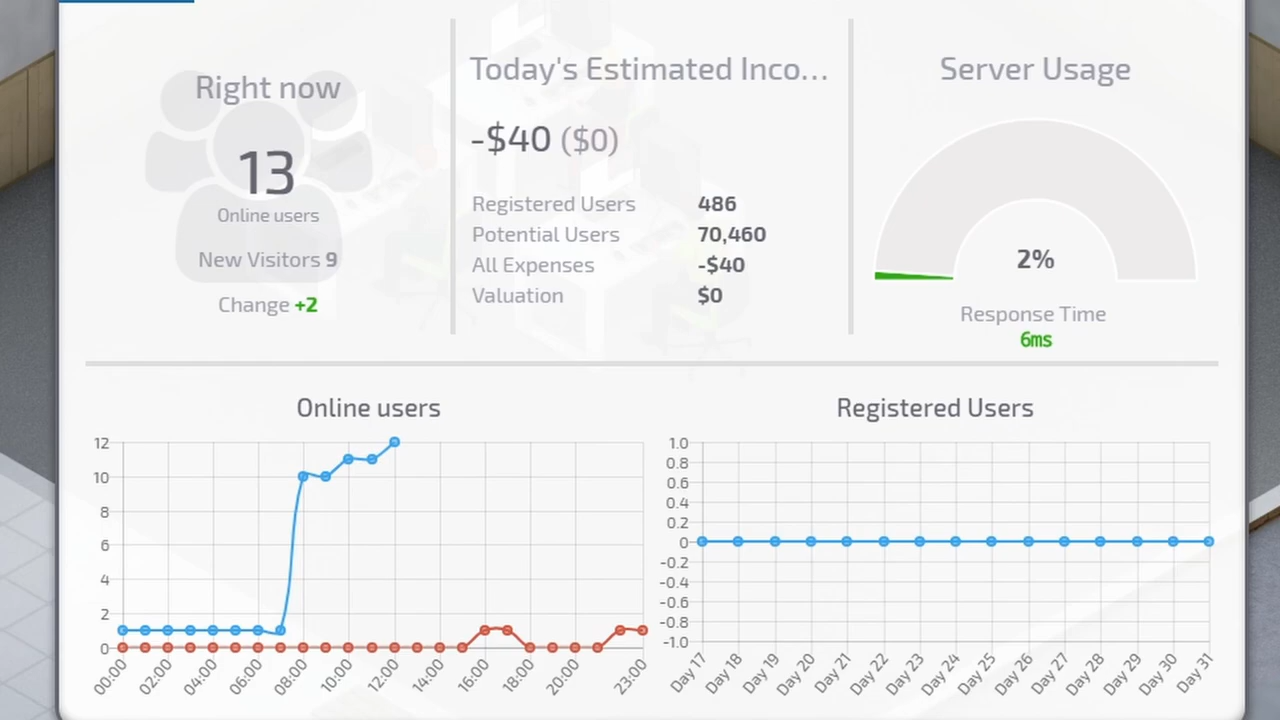 Right now
13
Online users
New Visitors 9
Change +2
Today's Estimated Inco...
-$40 ($0)
Registered Users 486
Potential Users 70,460
All Expenses -$40
Valuation $0
Server Usage
2%
Response Time
6ms
Online users
12
10
8
6
4
2
0
00:00 02:00 04:00 06:00 08:00 10:00 12:00 14:00 16:00 18:00 20:00 23:00
Registered Users
1.0
0.8
0.6
0.4
0.2
0
-0.2
-0.4
-0.6
-0.8
-1.0
Day 17 Day 18 Day 19 Day 20 Day 21 Day 22 Day 23 Day 24 Day 25 Day 26 Day 27 Day 28 Day 29 Day 30 Day 31